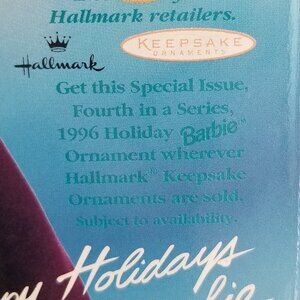 Hallmark retailers.
Hallmark
KEEPSAKE
ORNAMENTS
Get this Special Issue,
Fourth in a Series,
1996 Holiday Barbie™
Ornament wherever
Hallmark® Keepsake
Ornaments are sold.
Subject to availability.
Holidays